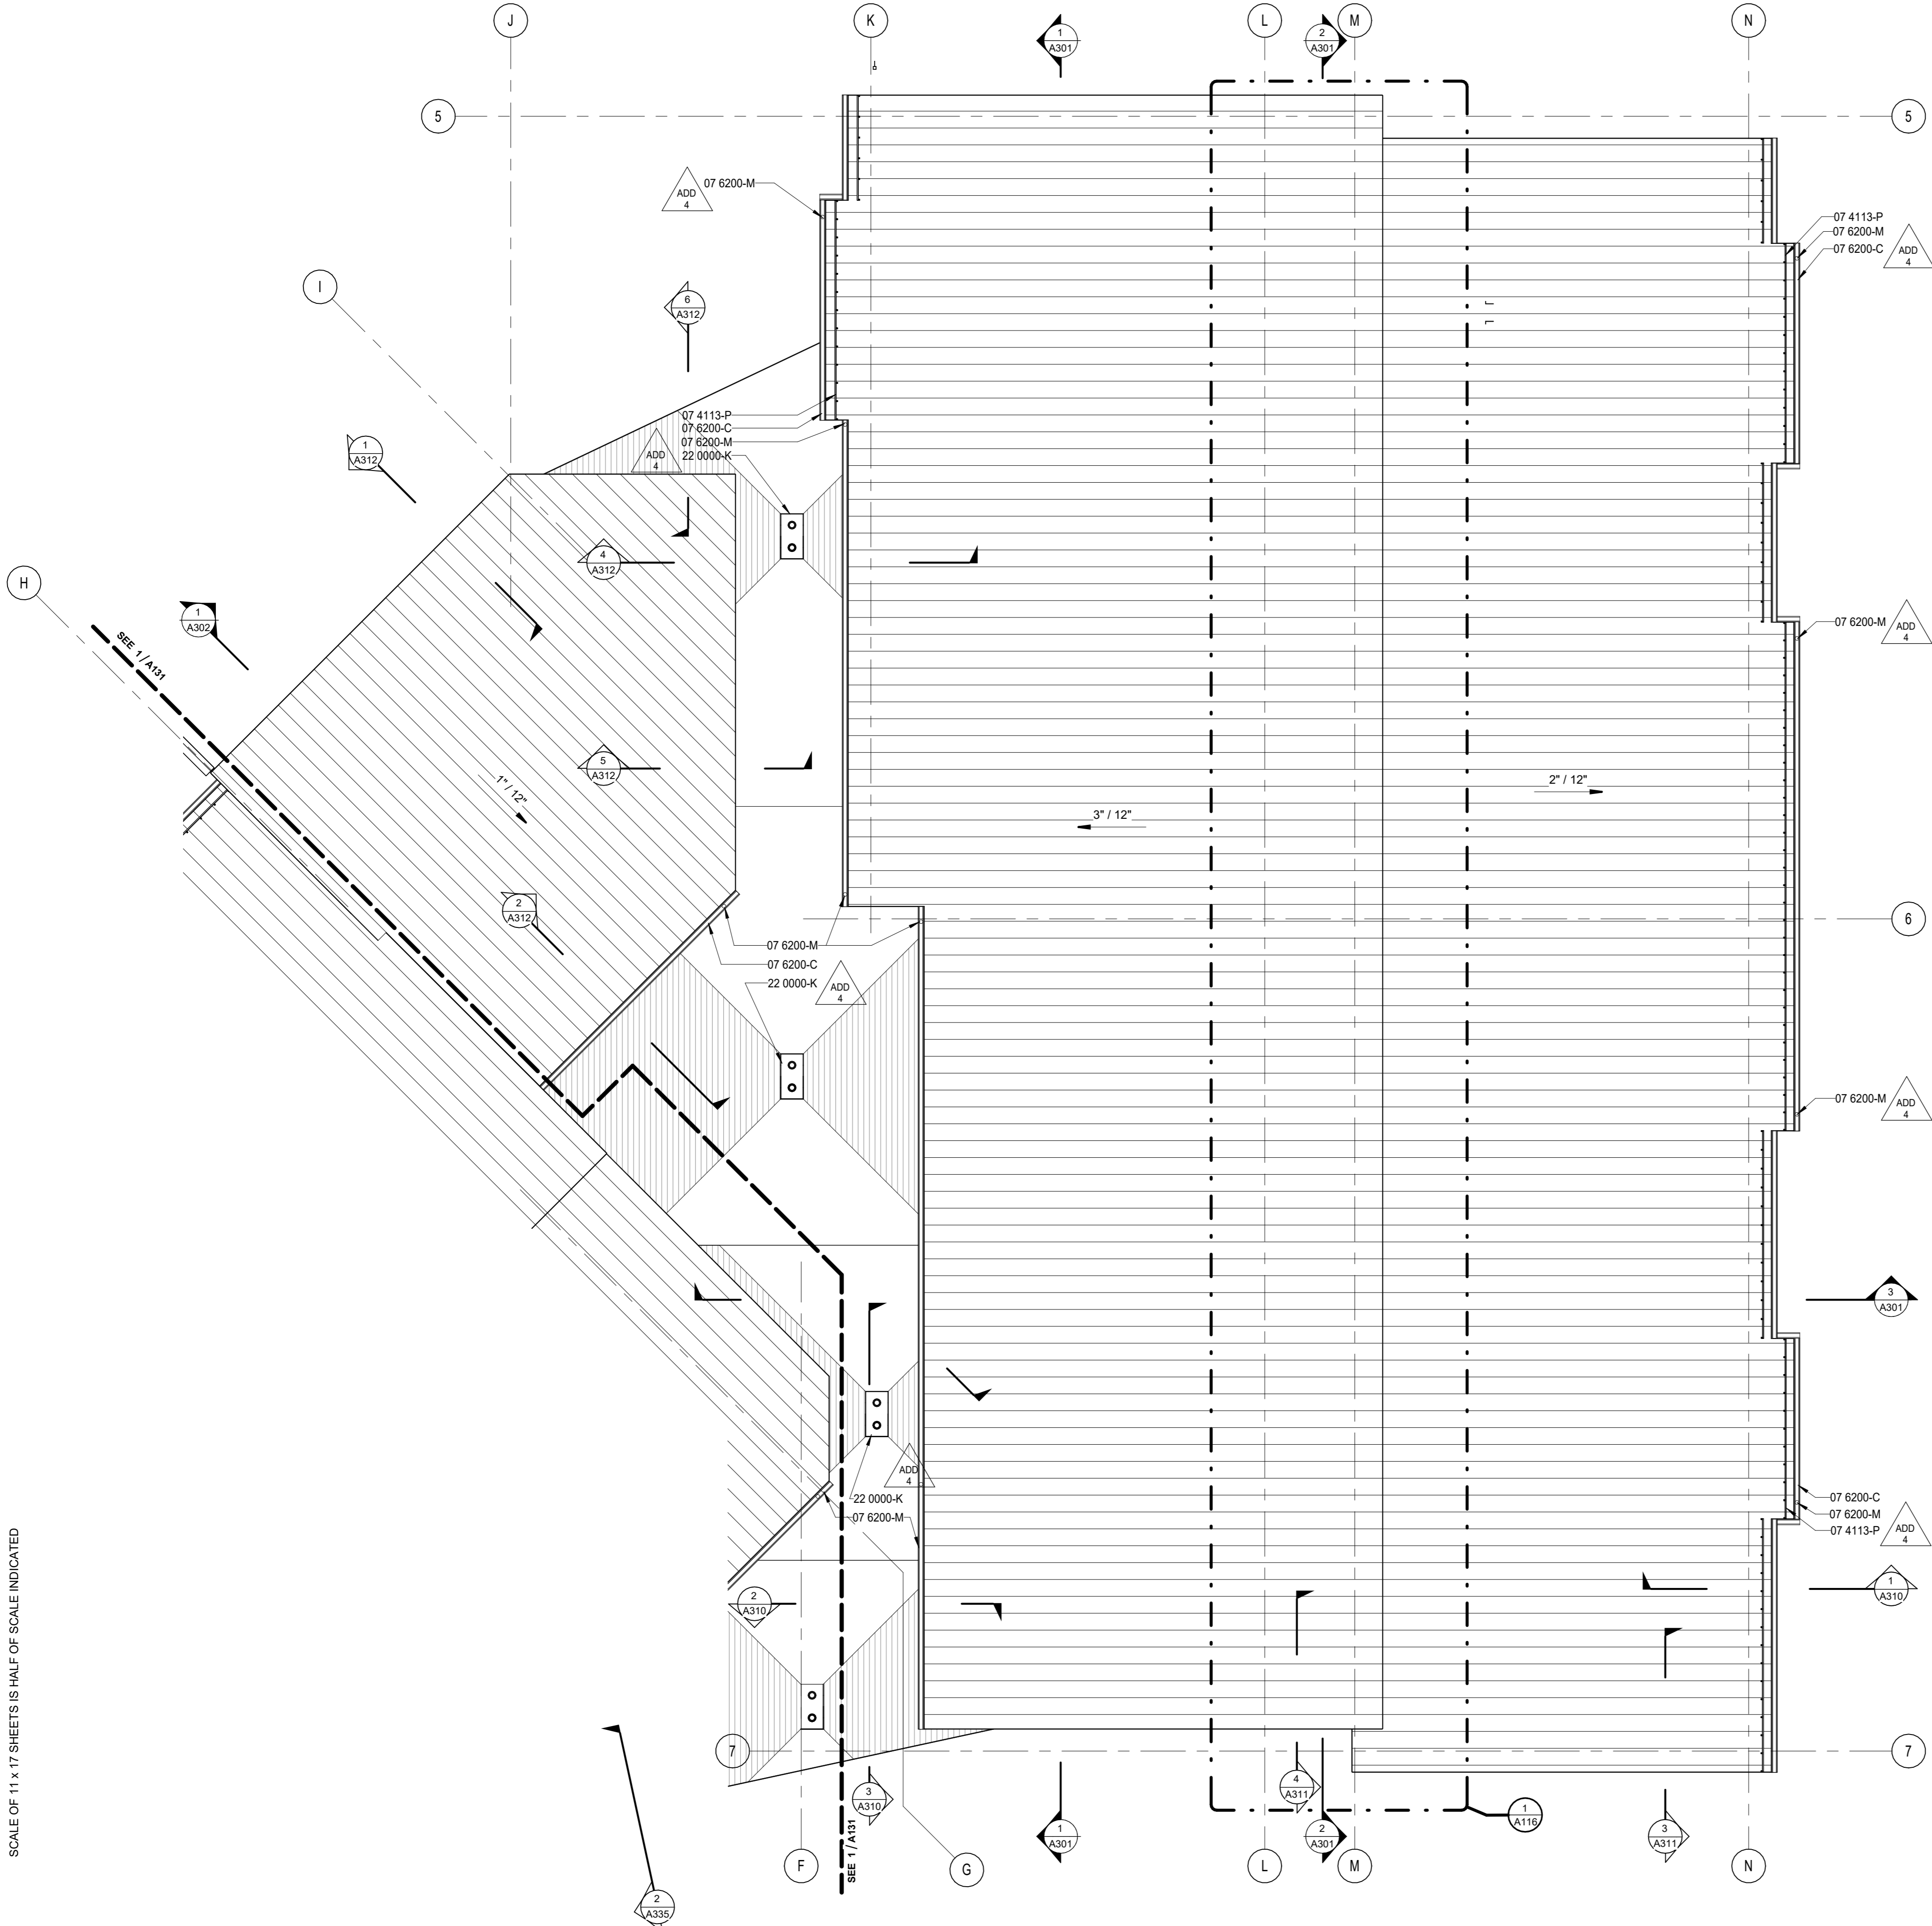 J
K
1
A301
L
2
A301
M
N
5
5
ADD
4
07 6200-M
07 4113-P
07 6200-M
07 6200-C
ADD
4
I
6
A312
07 4113-P
07 6200-C
07 6200-M
22 0000-K
ADD
4
1
A312
4
A312
H
1
A302
SEE 1 / A131
07 6200-M
ADD
4
5
A312
1" / 12"
3" / 12"
2" / 12"
2
A312
07 6200-M
07 6200-C
22 0000-K
ADD
4
6
07 6200-M
ADD
4
3
A301
ADD
4
22 0000-K
07 6200-M
07 6200-C
07 6200-M
07 4113-P
ADD
4
2
A310
1
A310
7
7
3
A310
4
A311
1
A301
2
A301
1
A116
3
A311
SEE 1 / A131
F
G
L
M
N
2
A335
SCALE OF 11 x 17 SHEETS IS HALF OF SCALE INDICATED